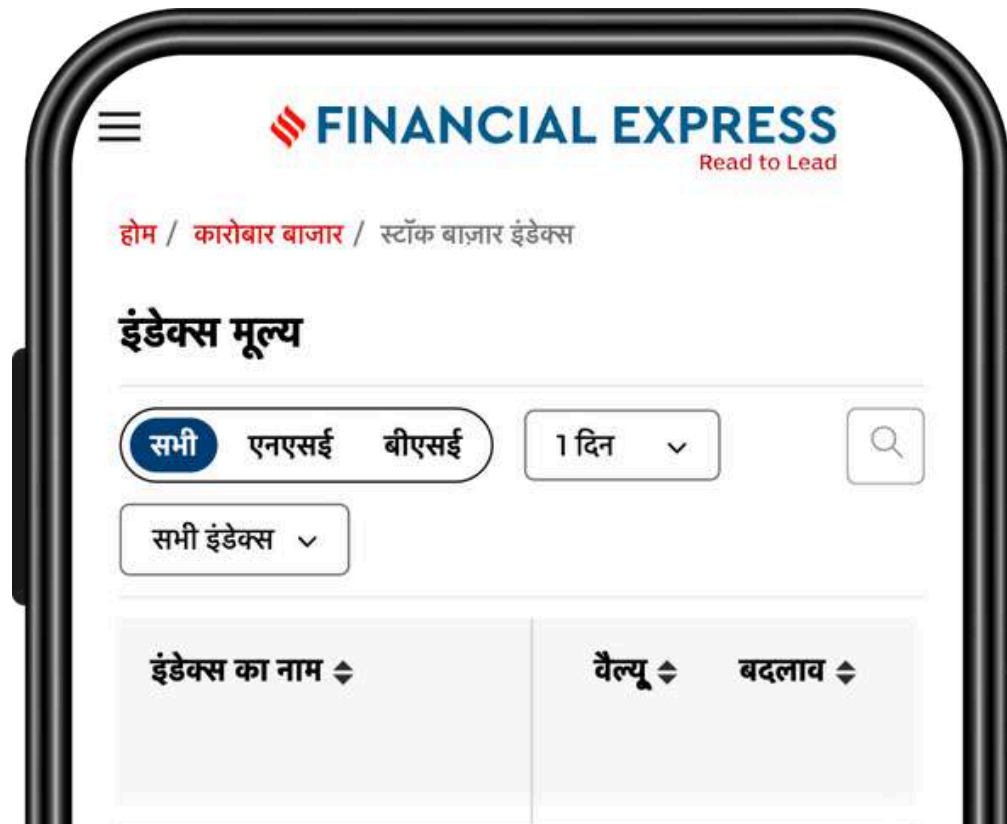 FINANCIAL EXPRESS
Read to Lead
होम / कारोबार बाजार / स्टॉक बाज़ार इंडेक्स
इंडेक्स मूल्य
सभी एनएसई बीएसई 1 दिन
सभी इंडेक्स
इंडेक्स का नाम वैल्यू बदलाव